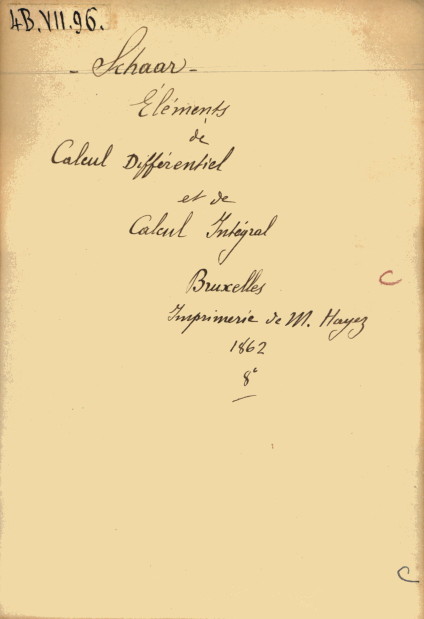 4B.VII.96.
- Schaar -
Éléments
de
Calcul Différentiel
et de
Calcul Intégral
Bruxelles
C
Imprimerie de M. Hayez
1862
8°
C